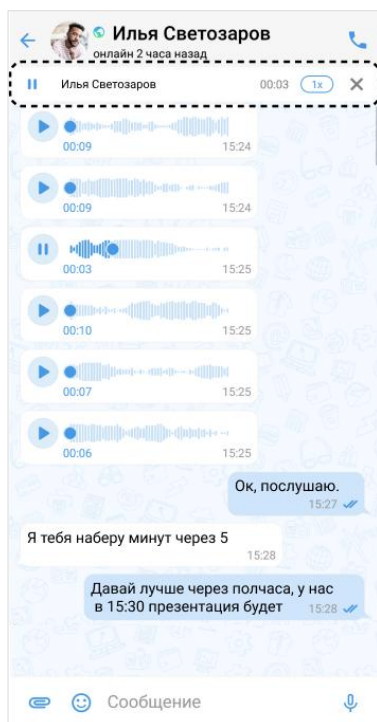 Илья Светозаров
онлайн 2 часа назад
Илья Светозаров 00:03 1x
00:09 15:24
00:09 15:24
00:03 15:25
00:10 15:25
00:07 15:25
00:06 15:25
Ок, послушаю.
15:27
Я тебя наберу минут через 5
15:28
Давай лучше через полчаса, у нас
в 15:30 презентация будет 15:28
Сообщение